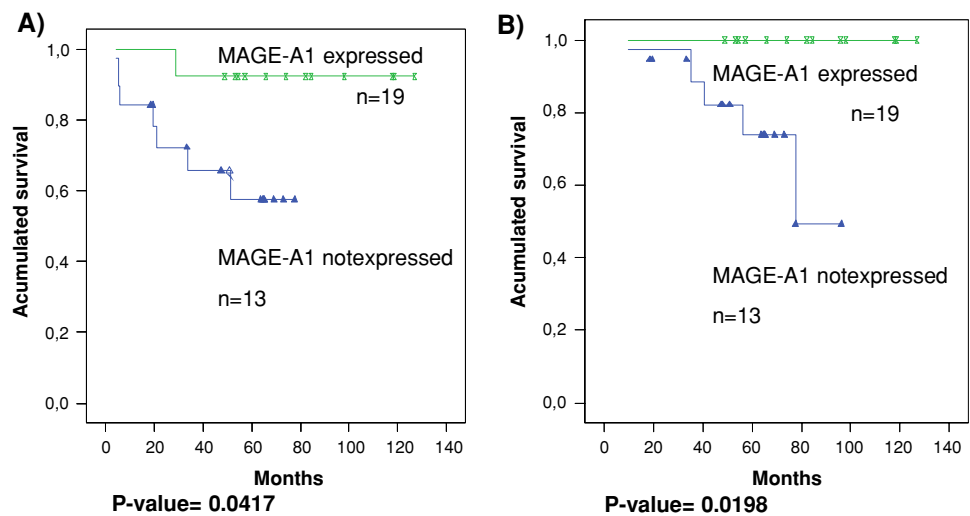 A)
1,0
0,8
0,6
0,4
0,2
0,0
Acumulated survival
MAGE-A1 expressed
n=19
MAGE-A1 notexpressed
n=13
0 20 40 60 80 100 120 140
Months
P-value= 0.0417
B)
1,0
0,8
0,6
0,4
0,2
0,0
Acumulated survival
MAGE-A1 expressed
n=19
MAGE-A1 notexpressed
n=13
0 20 40 60 80 100 120 140
Months
P-value= 0.0198